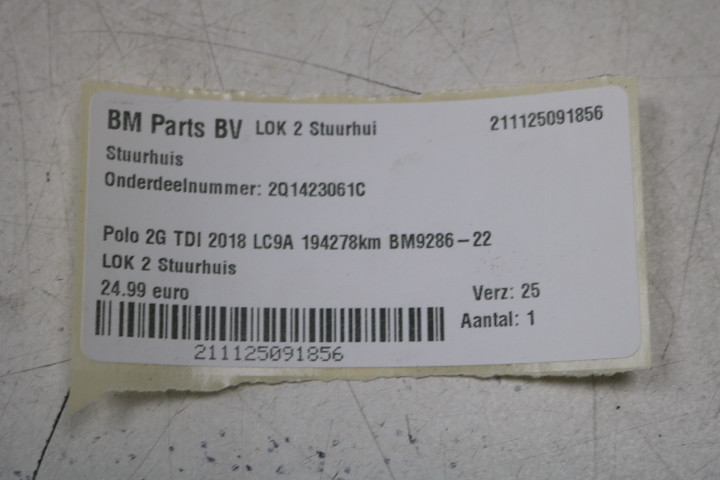 BM Parts BV LOK 2 Stuurhui 211125091856
Stuurhuis
Onderdeelnummer: 2Q1423061C
Polo 2G TDI 2018 LC9A 194278km BM9286-22
LOK 2 Stuurhuis
24.99 euro Verz: 25
Aantal: 1
211125091856